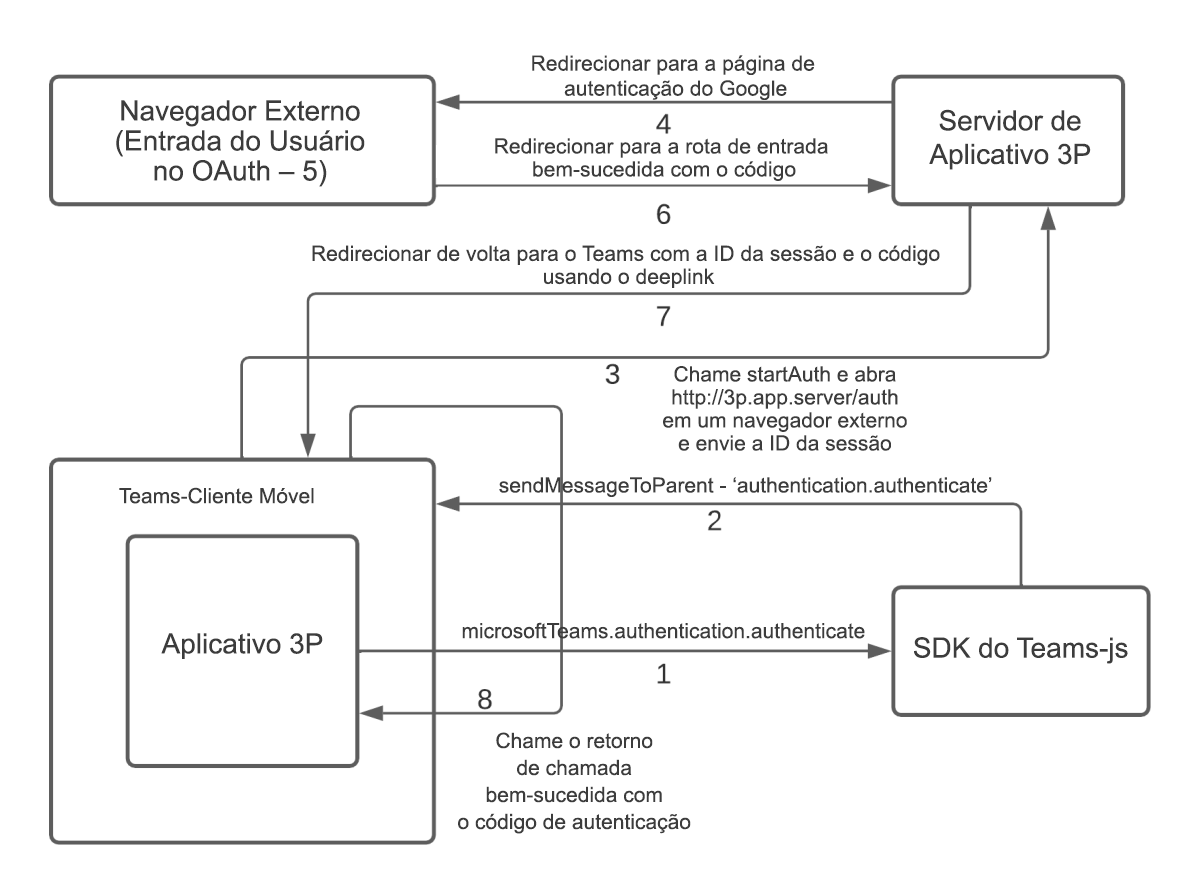 Redirecionar para a página de
autenticação do Google
4
Navegador Externo
(Entrada do Usuário
no OAuth – 5)
Servidor de
Aplicativo 3P
Redirecionar para a rota de entrada
bem-sucedida com o código
6
Redirecionar de volta para o Teams com a ID da sessão e o código
usando o deeplink
7
3
Chame startAuth e abra
http://3p.app.server/auth
em um navegador externo
e envie a ID da sessão
Teams-Cliente Móvel
sendMessageToParent - ‘authentication.authenticate’
2
Aplicativo 3P
microsoftTeams.authentication.authenticate
1
SDK do Teams-js
8
Chame o retorno
de chamada
bem-sucedida com
o código de autenticação